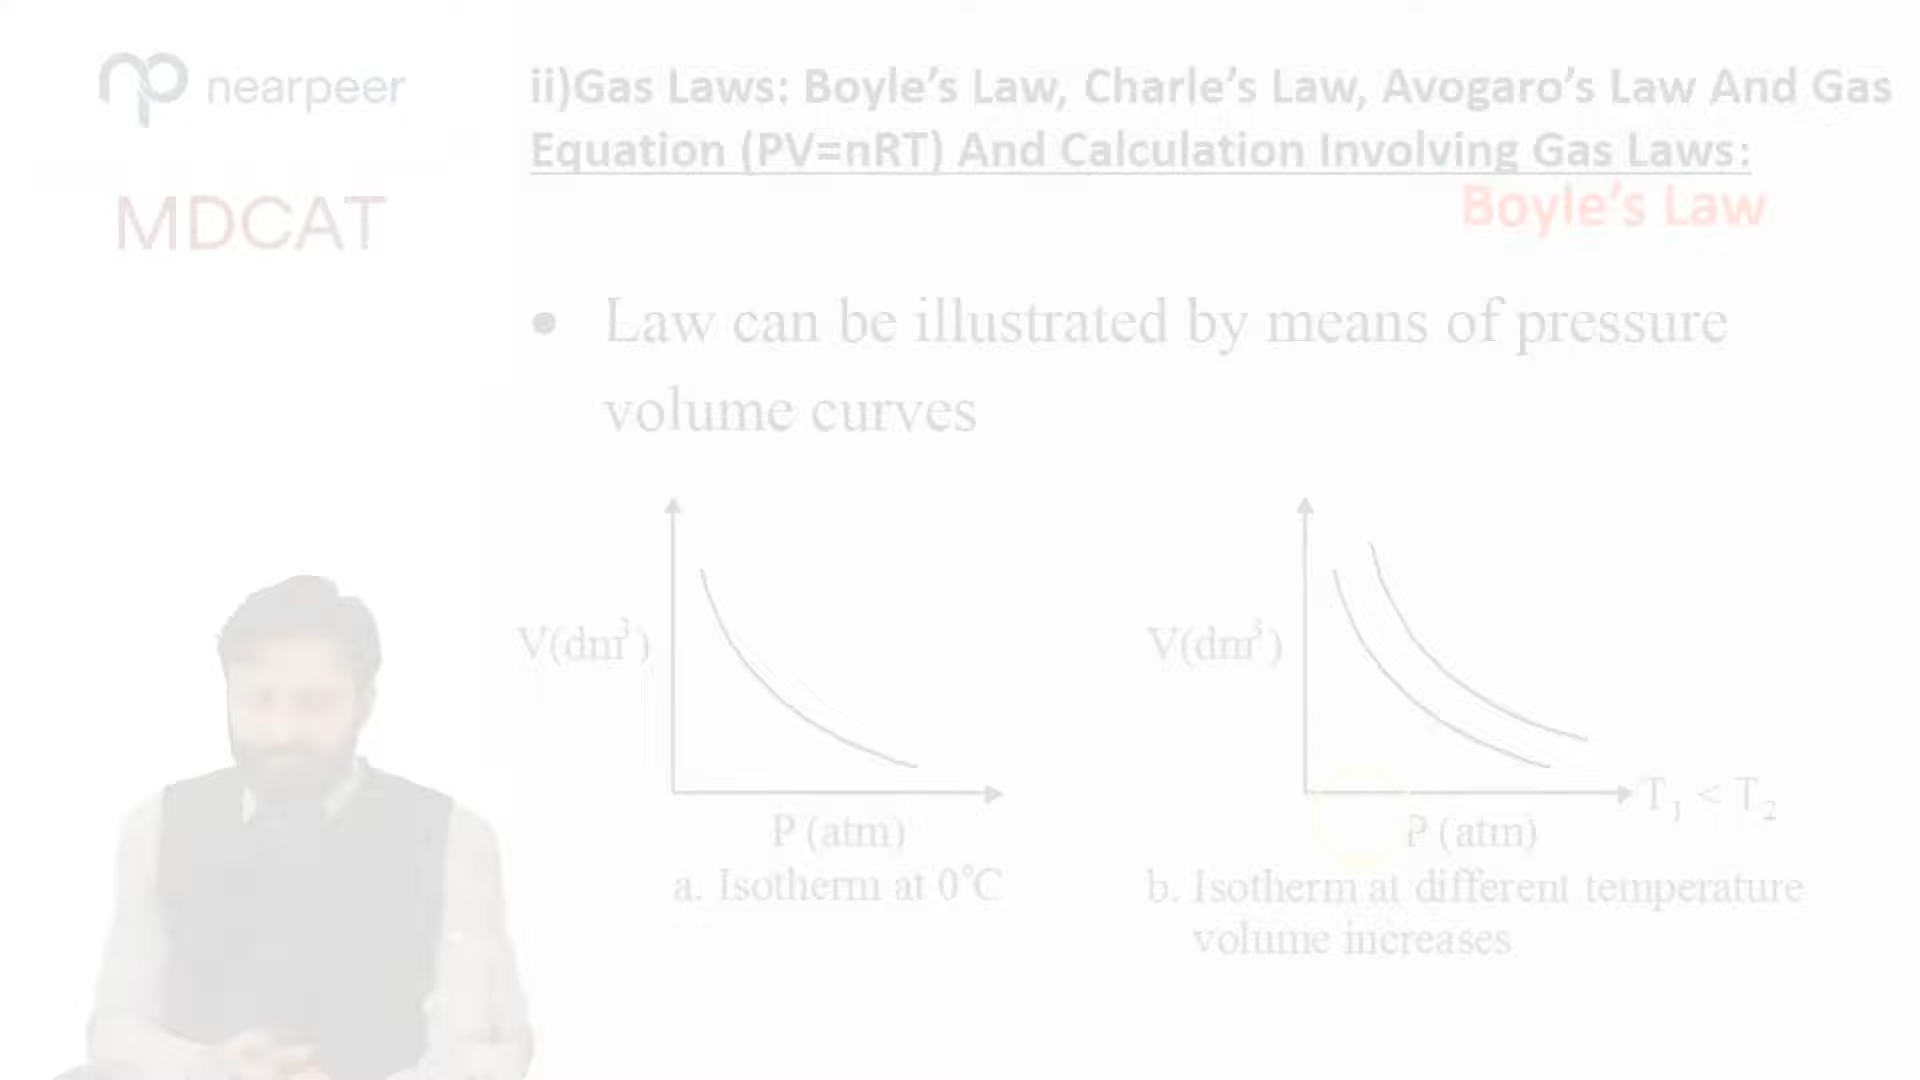 nearpeer
MDCAT
ii)Gas Laws: Boyle’s Law, Charle’s Law, Avogaro’s Law And Gas
Equation (PV=nRT) And Calculation Involving Gas Laws:
Boyle’s Law
• Law can be illustrated by means of pressure
volume curves
V(dm³)
P (atm)
a. Isotherm at 0°C
V(dm³)
T₁ < T₂
P (atm)
b. Isotherm at different temperature
volume increases